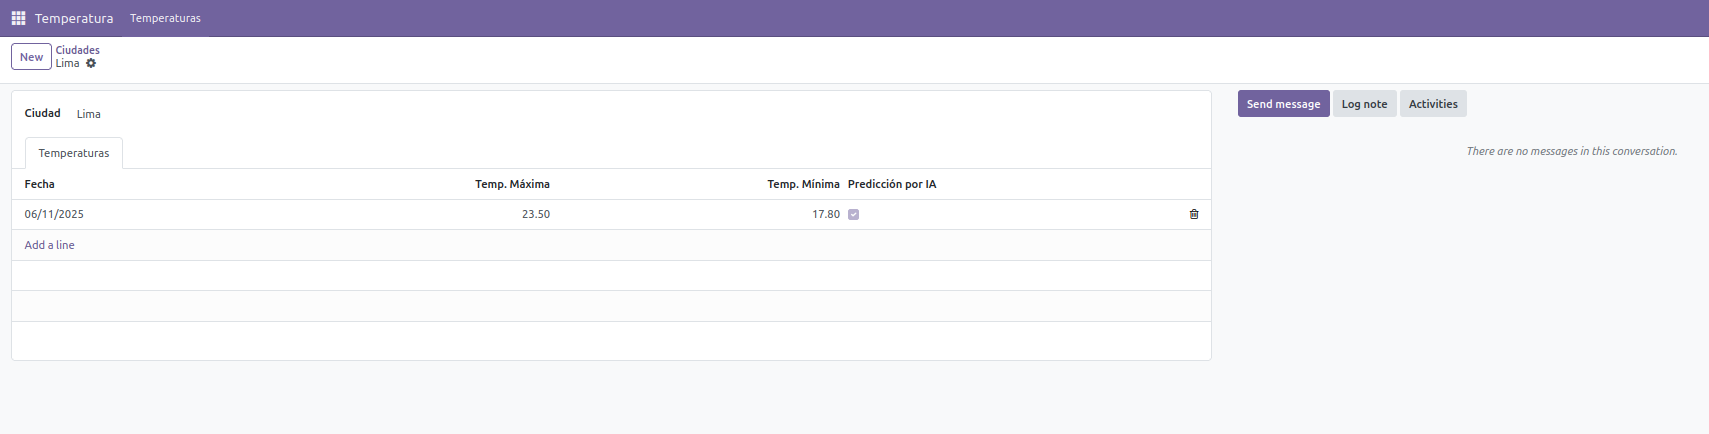 Temperatura Temperaturas
New Ciudades
Lima
Ciudad Lima
Send message Log note Activities
There are no messages in this conversation.
Temperaturas
Fecha Temp. Máxima Temp. Mínima Predicción por IA
06/11/2025 23.50 17.80
Add a line